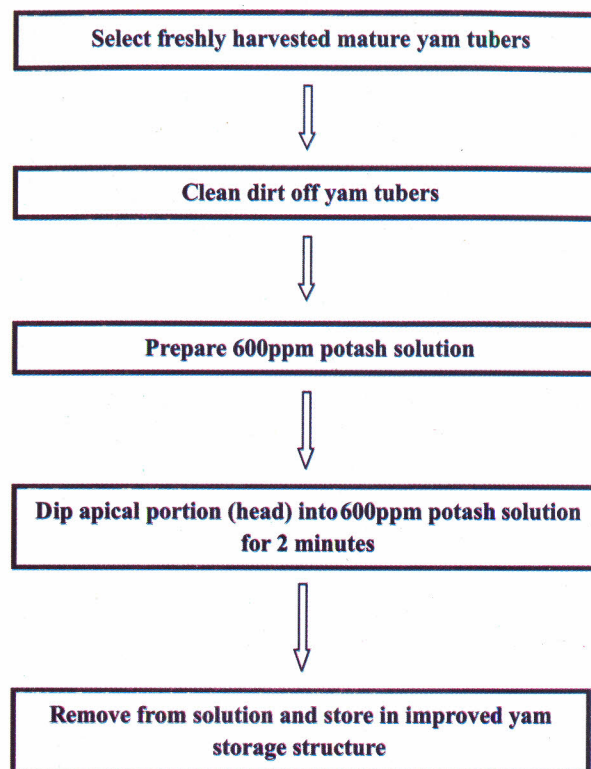 Select freshly harvested mature yam tubers
Clean dirt off yam tubers
Prepare 600ppm potash solution
Dip apical portion (head) into 600ppm potash solution
for 2 minutes
Remove from solution and store in improved yam
storage structure